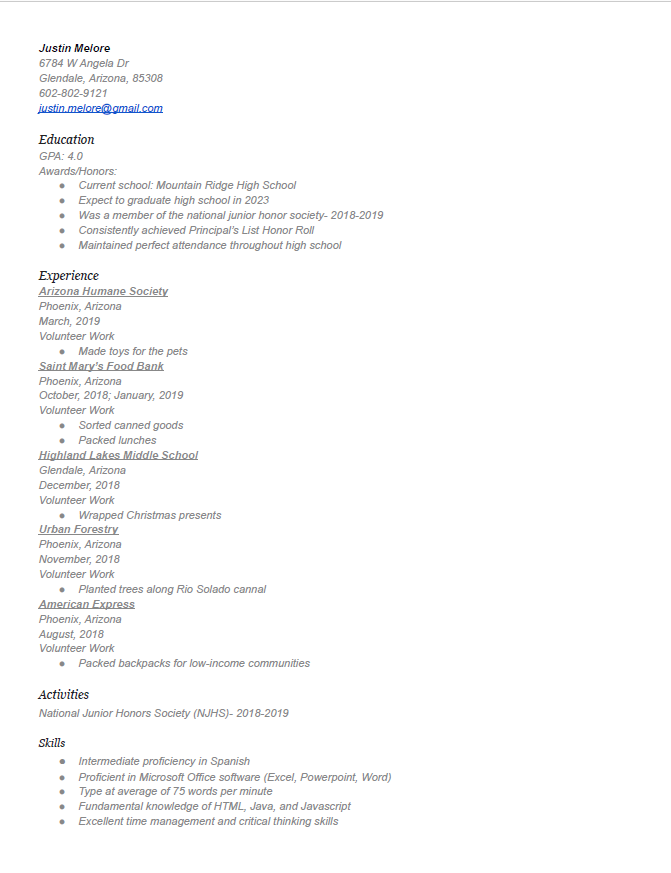 Justin Melore
6784 W Angela Dr
Glendale, Arizona, 85308
602-802-9121
justin.melore@gmail.com
Education
GPA: 4.0
Awards/Honors:
● Current school: Mountain Ridge High School
● Expect to graduate high school in 2023
● Was a member of the national junior honor society- 2018-2019
● Consistently achieved Principal's List Honor Roll
● Maintained perfect attendance throughout high school
Experience
Arizona Humane Society
Phoenix, Arizona
March, 2019
Volunteer Work
● Made toys for the pets
Saint Mary's Food Bank
Phoenix, Arizona
October, 2018; January, 2019
Volunteer Work
● Sorted canned goods
● Packed lunches
Highland Lakes Middle School
Glendale, Arizona
December, 2018
Volunteer Work
● Wrapped Christmas presents
Urban Forestry
Phoenix, Arizona
November, 2018
Volunteer Work
● Planted trees along Rio Solado cannal
American Express
Phoenix, Arizona
August, 2018
Volunteer Work
● Packed backpacks for low-income communities
Activities
National Junior Honors Society (NJHS)- 2018-2019
Skills
● Intermediate proficiency in Spanish
● Proficient in Microsoft Office software (Excel, Powerpoint, Word)
● Type at average of 75 words per minute
● Fundamental knowledge of HTML, Java, and Javascript
● Excellent time management and critical thinking skills